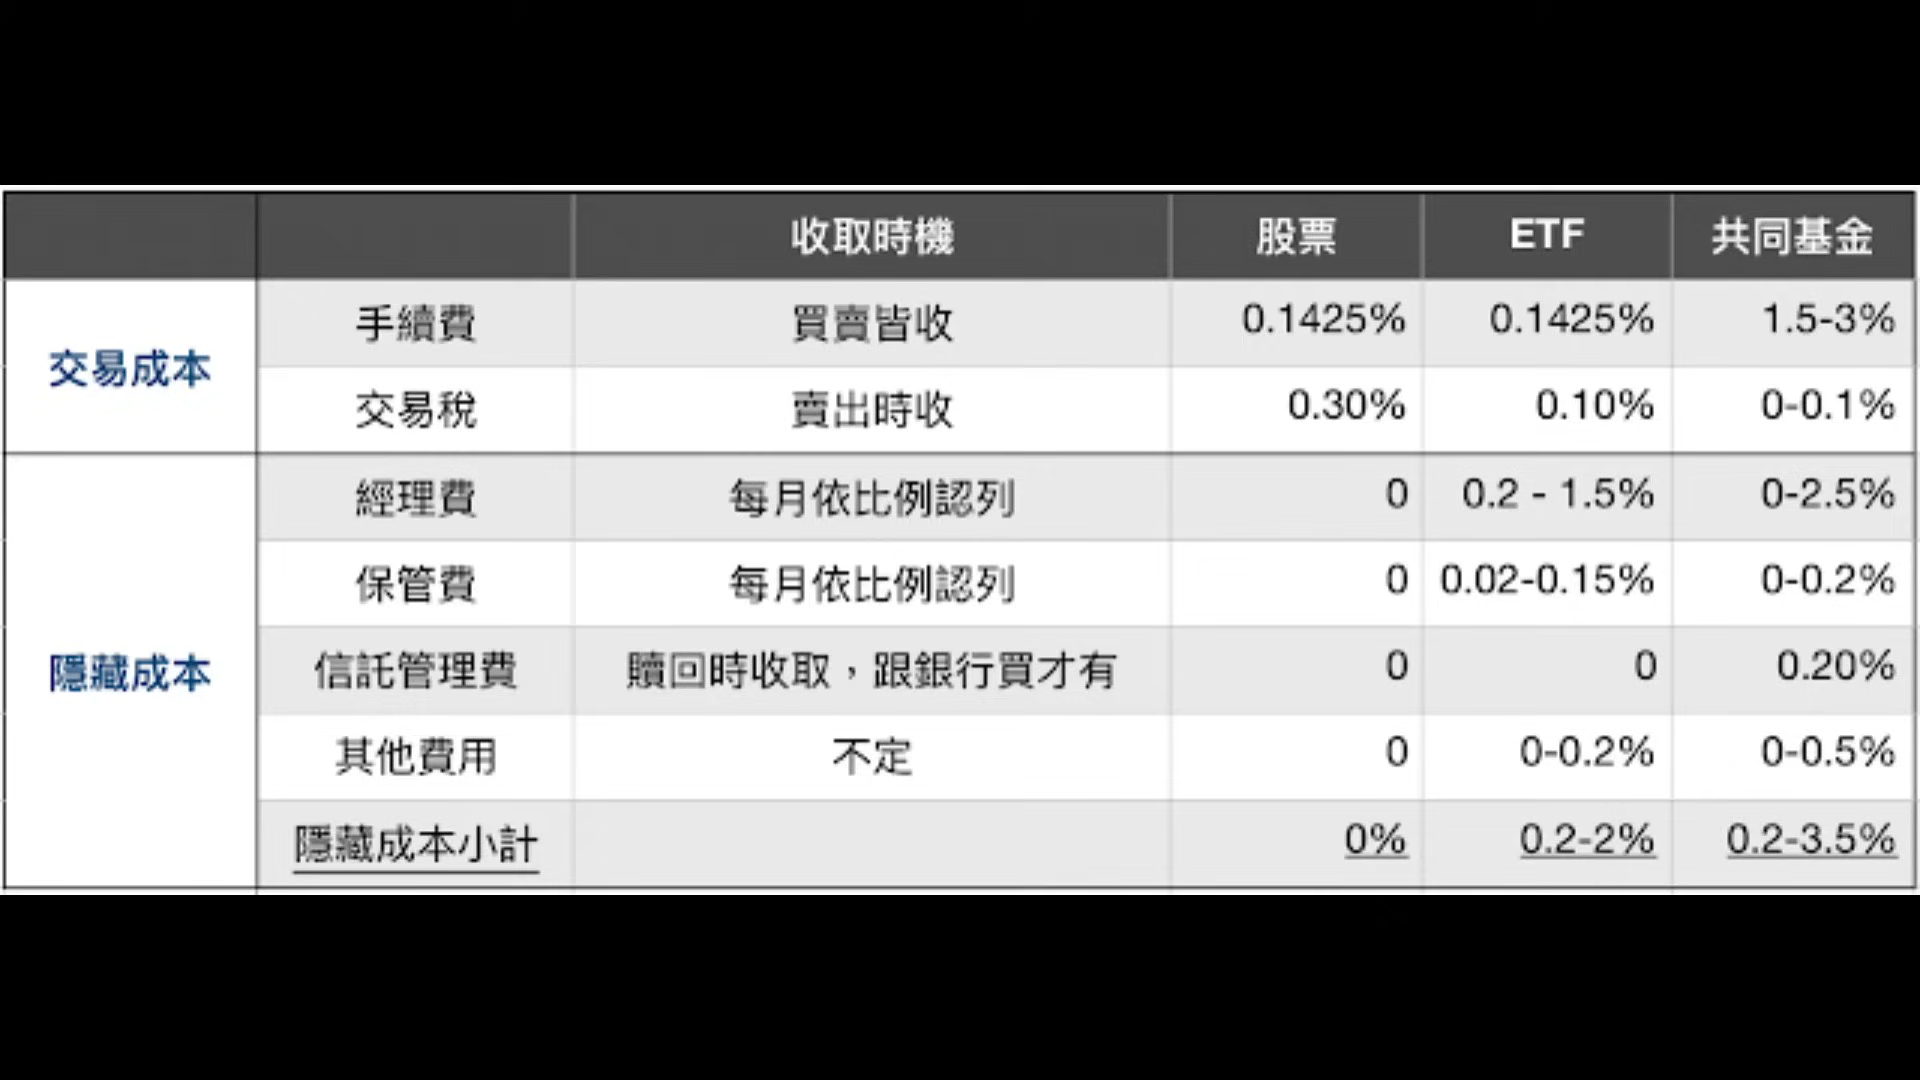 收取時機 股票 ETF 共同基金
交易成本
手續費 買賣皆收 0.1425% 0.1425% 1.5-3%
交易稅 賣出時收 0.30% 0.10% 0-0.1%
隱藏成本
經理費 每月依比例認列 0 0.2 - 1.5% 0-2.5%
保管費 每月依比例認列 0 0.02-0.15% 0-0.2%
信託管理費 贖回時收取，跟銀行買才有 0 0 0.20%
其他費用 不定 0 0-0.2% 0-0.5%
隱藏成本小計 0% 0.2-2% 0.2-3.5%